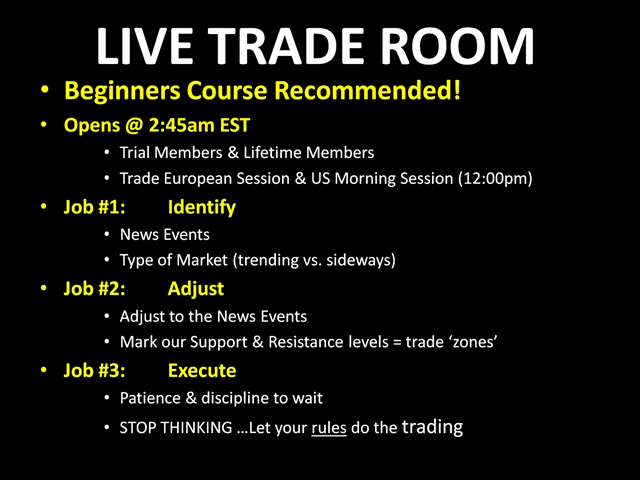 LIVE TRADE ROOM
• Beginners Course Recommended!
• Opens @ 2:45am EST
• Trial Members & Lifetime Members
• Trade European Session & US Morning Session (12:00pm)
• Job #1: Identify
• News Events
• Type of Market (trending vs. sideways)
• Job #2: Adjust
• Adjust to the News Events
• Mark our Support & Resistance levels = trade ‘zones’
• Job #3: Execute
• Patience & discipline to wait
• STOP THINKING …Let your rules do the trading